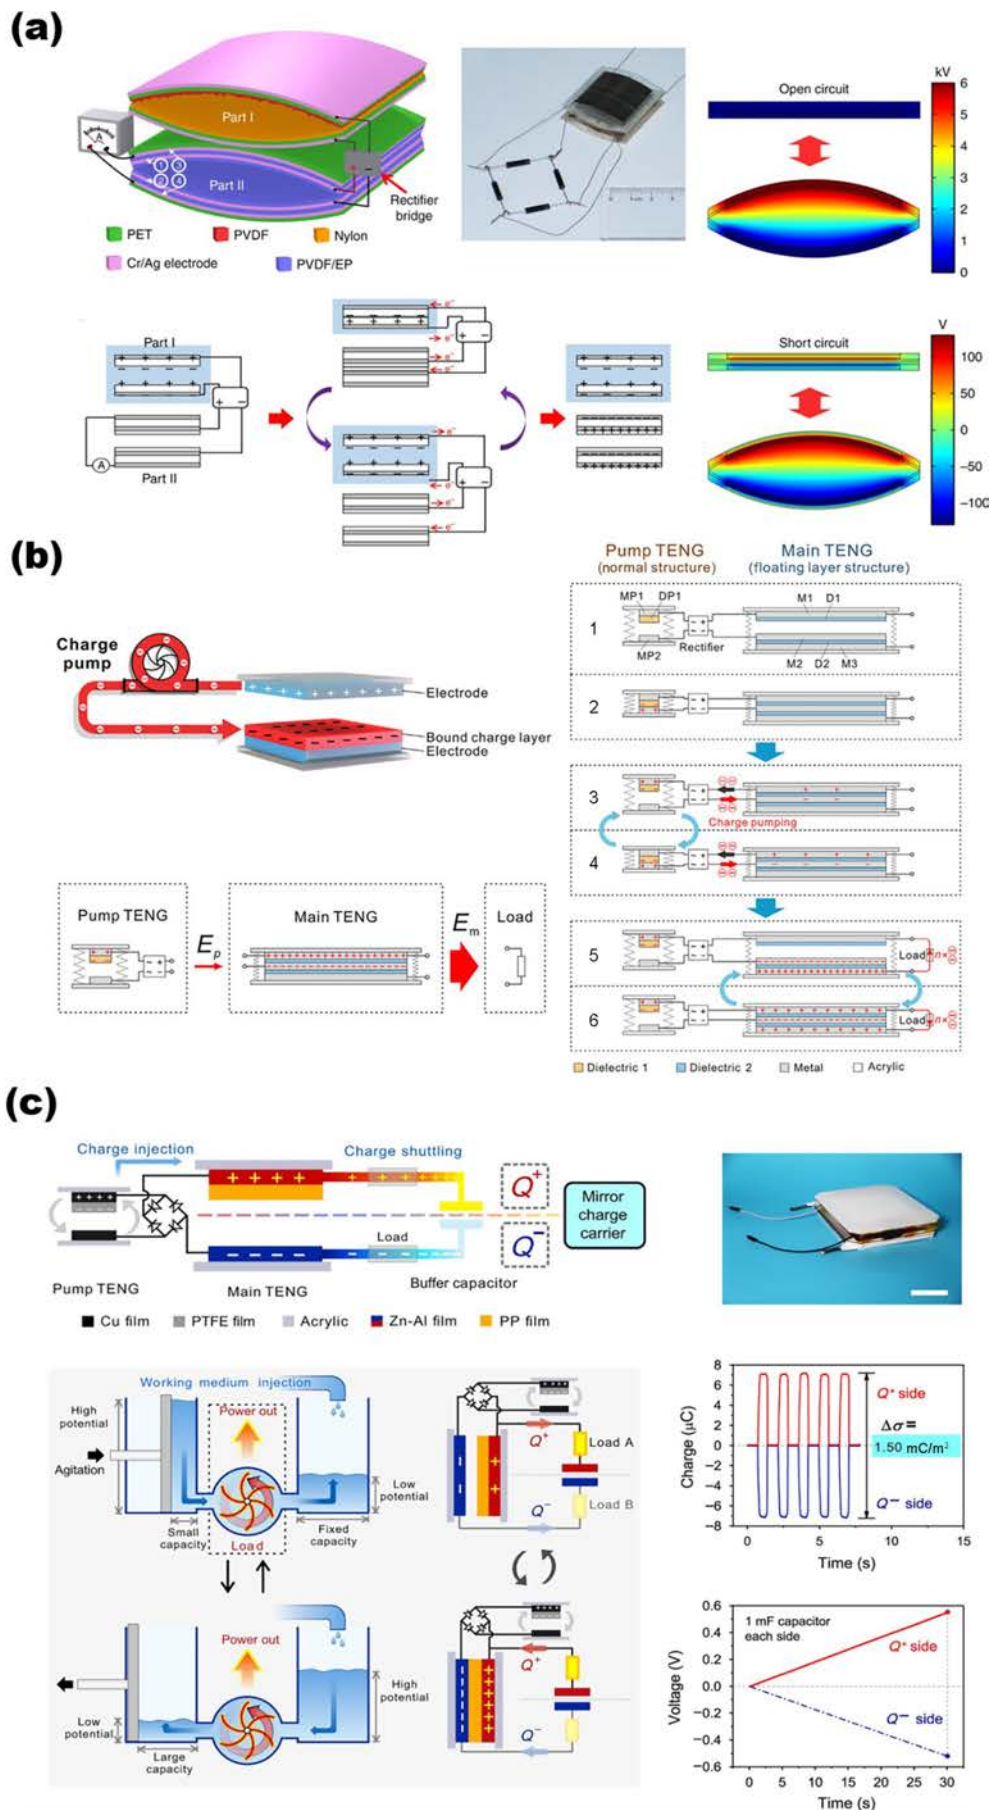 (a)
Part I
Part II
A
1 3
2 4
Rectifier
bridge
PET
PVDF
Nylon
Cr/Ag electrode
PVDF/EP
kV
Open circuit
6
5
4
3
2
1
0
Part I
Part II
A
+ −
e−
V
Short circuit
100
50
0
−50
−100
(b)
Charge
pump
Electrode
Bound charge layer
Electrode
Pump TENG
(normal structure)
Main TENG
(floating layer structure)
MP1 DP1
M1 D1
1
MP2
Rectifier
M2 D2 M3
2
3
Charge pumping
4
5
Load
n×
6
Load
n×
Dielectric 1
Dielectric 2
Metal
Acrylic
Pump TENG
Ep
Main TENG
Em
Load
(c)
Charge injection
Charge shuttling
Q+
Q−
Mirror
charge
carrier
Load
Buffer capacitor
Pump TENG
Main TENG
Cu film
PTFE film
Acrylic
Zn-Al film
PP film
Working medium injection
High
potential
Power out
Agitation
Low
potential
Small
capacity
Load
Fixed
capacity
Power out
High
potential
Low
potential
Large
capacity
Q+
Load A
Q−
Load B
Q+
Q−
Charge (μC)
8
6
4
2
0
−2
−4
−6
−8
Q+ side
Δσ=
1.50 mC/m²
Q− side
0 5 10 15
Time (s)
Voltage (V)
0.6
0.4
0.2
0.0
−0.2
−0.4
−0.6
1 mF capacitor
each side
Q+ side
Q− side
0 5 10 15 20 25 30
Time (s)